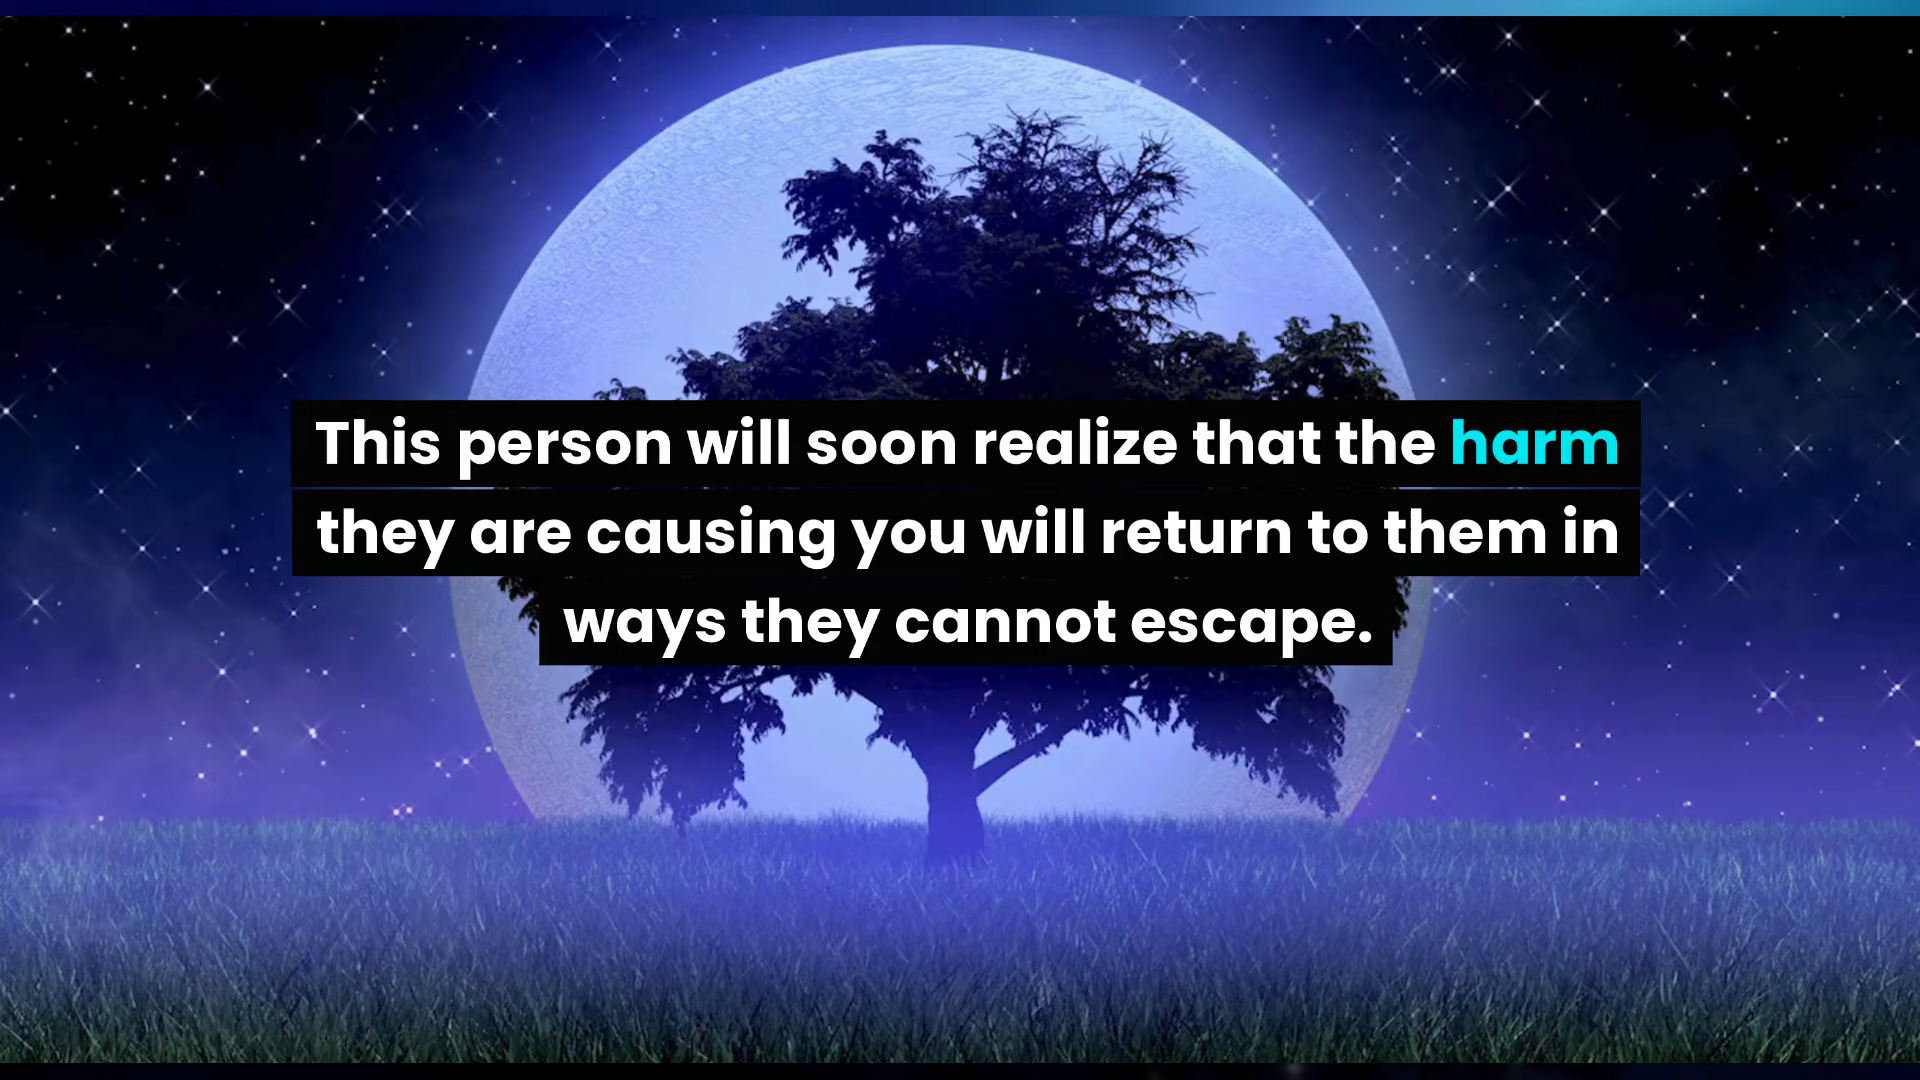 This person will soon realize that the harm
they are causing you will return to them in
ways they cannot escape.